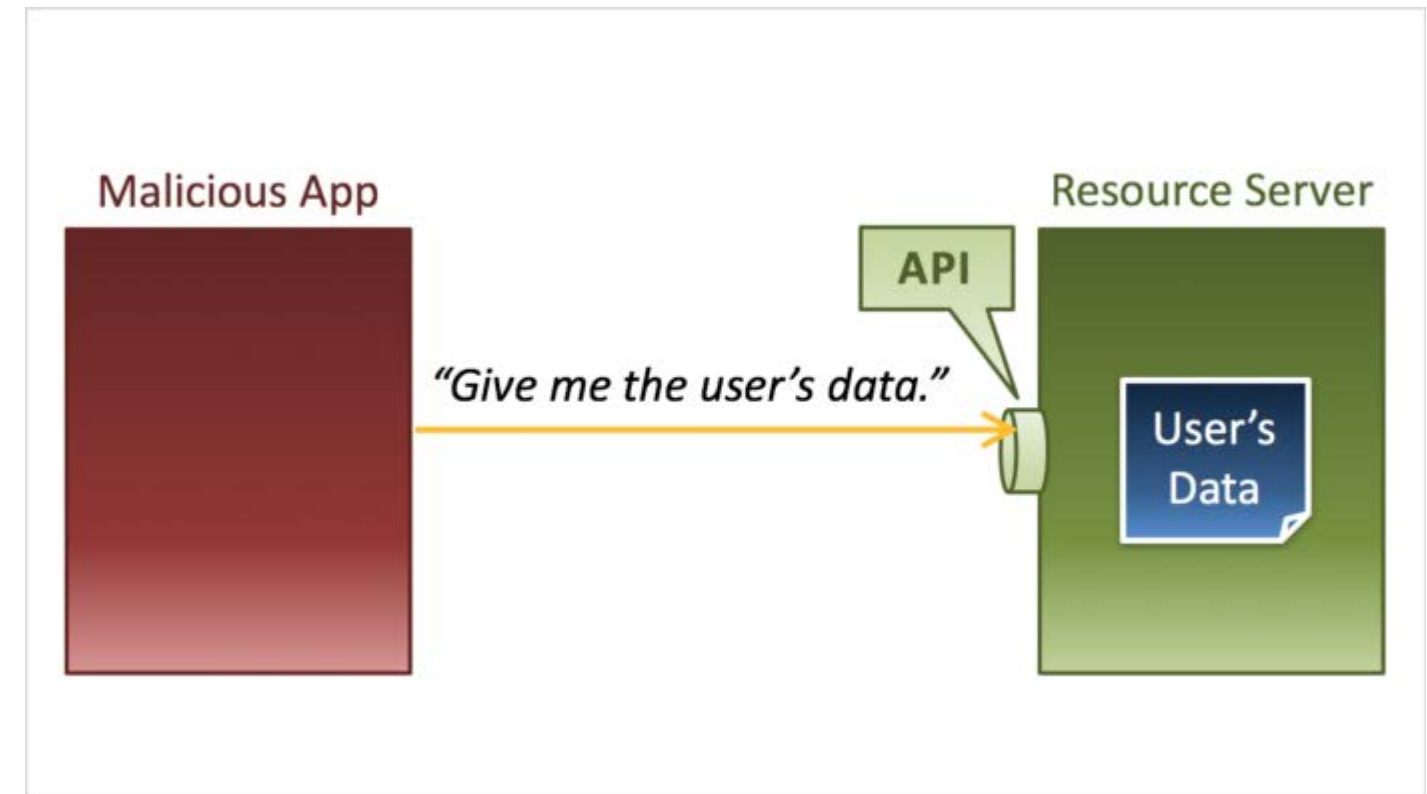 Malicious App
Resource Server
API
“Give me the user’s data.”
User’s
Data